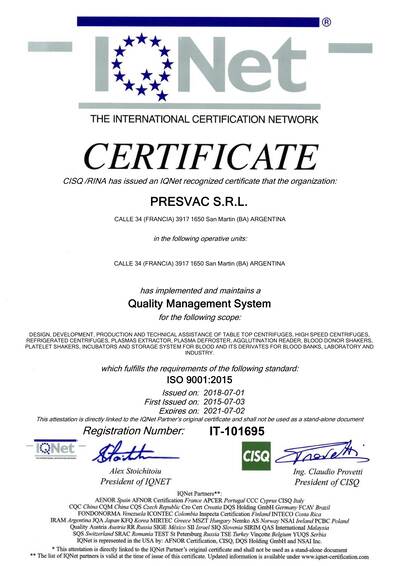 IQNet ®
THE INTERNATIONAL CERTIFICATION NETWORK
CERTIFICATE
CISQ /RINA has issued an IQNet recognized certificate that the organization:
PRESVAC S.R.L.
CALLE 34 (FRANCIA) 3917 1650 San Martin (BA) ARGENTINA
in the following operative units:
CALLE 34 (FRANCIA) 3917 1650 San Martin (BA) ARGENTINA
has implemented and maintains a
Quality Management System
for the following scope:
DESIGN, DEVELOPMENT, PRODUCTION AND TECHNICAL ASSISTANCE OF TABLE TOP CENTRIFUGES, HIGH SPEED CENTRIFUGES,
REFRIGERATED CENTRIFUGES, PLASMAS EXTRACTOR, PLASMA DEFROSTER, AGGLUTINATION READER, BLOOD DONOR SHAKERS,
PLATELET SHAKERS, INCUBATORS AND STORAGE SYSTEM FOR BLOOD AND ITS DERIVATES FOR BLOOD BANKS, LABORATORY AND
INDUSTRY.
which fulfills the requirements of the following standard:
ISO 9001:2015
Issued on: 2018-07-01
First Issued on: 2015-07-03
Expires on: 2021-07-02
This attestation is directly linked to the IQNet Partner's original certificate and shall not be used as a stand-alone document
Registration Number: IT-101695
IQNet
CISQ
Alex Stoichitoiu
President of IQNET
Ing. Claudio Provetti
President of CISQ
IQNet Partners**:
AENOR Spain AFNOR Certification France APCER Portugal CCC Cyprus CISQ Italy
CQC China CQM China CQS Czech Republic Cro Cert Croatia DQS Holding GmbH Germany FCAV Brazil
FONDONORMA Venezuela ICONTEC Colombia Inspecta Certification Finland INTECO Costa Rica
IRAM Argentina JQA Japan KFQ Korea MIRTEC Greece MSZT Hungary Nemko AS Norway NSAI Ireland PCBC Poland
Quality Austria Austria RR Russia SIGE México SII Israel SIQ Slovenia SIRIM QAS International Malaysia
SQS Switzerland SRAC Romania TEST St Petersburg Russia TSE Turkey Vinçotte Belgium YUQS Serbia
IQNet is represented in the USA by: AFNOR Certification, CISQ, DQS Holding GmbH and NSAI Inc.
* This attestation is directly linked to the IQNet Partner's original certificate and shall not be used as a stand-alone document
** The list of IQNet partners is valid at the time of issue of this certificate. Updated information is available under www.iqnet-certification.com